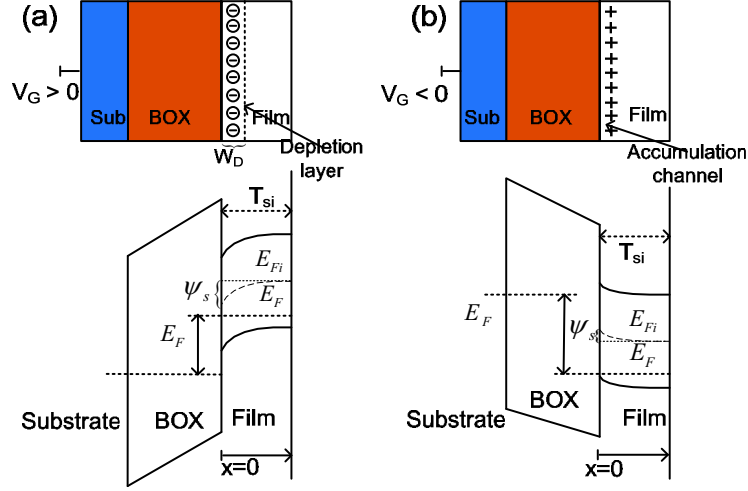 (a)
V_G > 0
Sub
BOX
Film
W_D
Depletion
layer
T_si
E_Fi
ψ_s
E_F
E_F
Substrate
BOX
Film
x=0
(b)
V_G < 0
Sub
BOX
Film
Accumulation
channel
T_si
E_F
ψ_s
E_Fi
E_F
BOX
Substrate
Film
x=0